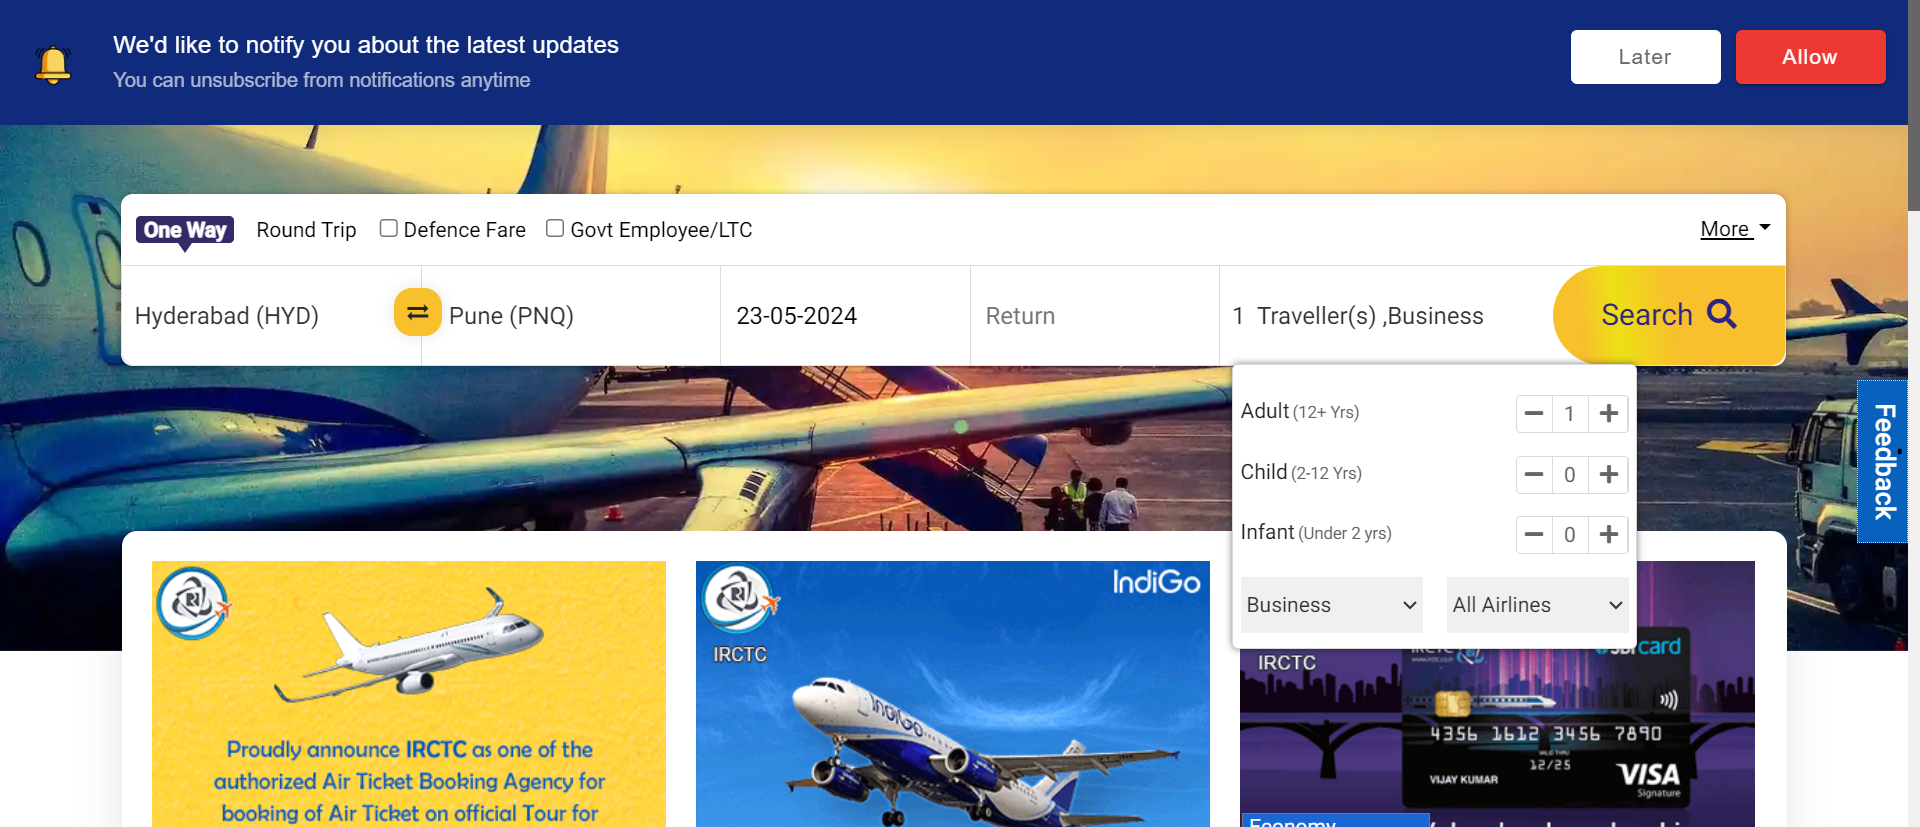 We'd like to notify you about the latest updates
You can unsubscribe from notifications anytime
Later
Allow
One Way
Round Trip
Defence Fare
Govt Employee/LTC
More
Hyderabad (HYD)
Pune (PNQ)
23-05-2024
Return
1 Traveller(s) ,Business
Search
Adult (12+ Yrs)
1
Child (2-12 Yrs)
0
Infant (Under 2 yrs)
0
Business
All Airlines
Feedback
Proudly announce IRCTC as one of the
authorized Air Ticket Booking Agency for
booking of Air Ticket on official Tour for
IndiGo
IRCTC
IndiGo
IRCTC
SBI card
4356 1612 3456 7890
VALID THRU
12/25
VIJAY KUMAR
VISA
Signature
Economy